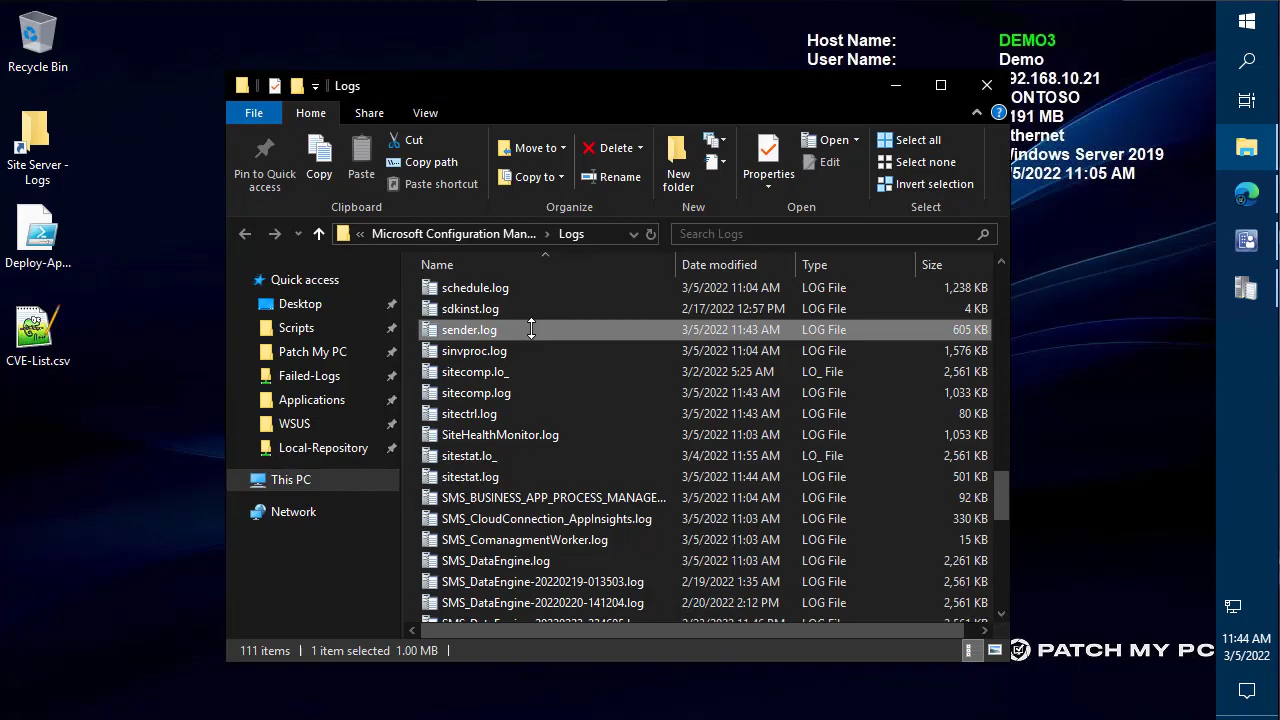 Recycle Bin
Site Server -
Logs
Deploy-Ap...
CVE-List.csv
Host Name:
DEMO3
User Name:
Demo
92.168.10.21
ONTOSO
191 MB
thernet
indows Server 2019
/5/2022 11:05 AM
Logs
File
Home
Share
View
Pin to Quick
access
Copy
Paste
Cut
Copy path
Paste shortcut
Clipboard
Move to
Copy to
Delete
Rename
Organize
New
folder
New
Properties
Open
Edit
Open
Select all
Select none
Invert selection
Select
Microsoft Configuration Man...
Logs
Search Logs
Quick access
Desktop
Scripts
Patch My PC
Failed-Logs
Applications
WSUS
Local-Repository
This PC
Network
Name Date modified Type Size
schedule.log 3/5/2022 11:04 AM LOG File 1,238 KB
sdkinst.log 2/17/2022 12:57 PM LOG File 4 KB
sender.log 3/5/2022 11:43 AM LOG File 605 KB
sinvproc.log 3/5/2022 11:04 AM LOG File 1,576 KB
sitecomp.lo_ 3/2/2022 5:25 AM LO_ File 2,561 KB
sitecomp.log 3/5/2022 11:43 AM LOG File 1,033 KB
sitectrl.log 3/5/2022 11:43 AM LOG File 80 KB
SiteHealthMonitor.log 3/5/2022 11:03 AM LOG File 1,053 KB
sitestat.lo_ 3/4/2022 11:55 AM LO_ File 2,561 KB
sitestat.log 3/5/2022 11:44 AM LOG File 501 KB
SMS_BUSINESS_APP_PROCESS_MANAGE... 3/5/2022 11:04 AM LOG File 92 KB
SMS_CloudConnection_AppInsights.log 3/5/2022 11:03 AM LOG File 330 KB
SMS_ComanagmentWorker.log 3/5/2022 11:03 AM LOG File 15 KB
SMS_DataEngine.log 3/5/2022 11:03 AM LOG File 2,261 KB
SMS_DataEngine-20220219-013503.log 2/19/2022 1:35 AM LOG File 2,561 KB
SMS_DataEngine-20220220-141204.log 2/20/2022 2:12 PM LOG File 2,561 KB
111 items
1 item selected 1.00 MB
PATCH MY PC
11:44 AM
3/5/2022